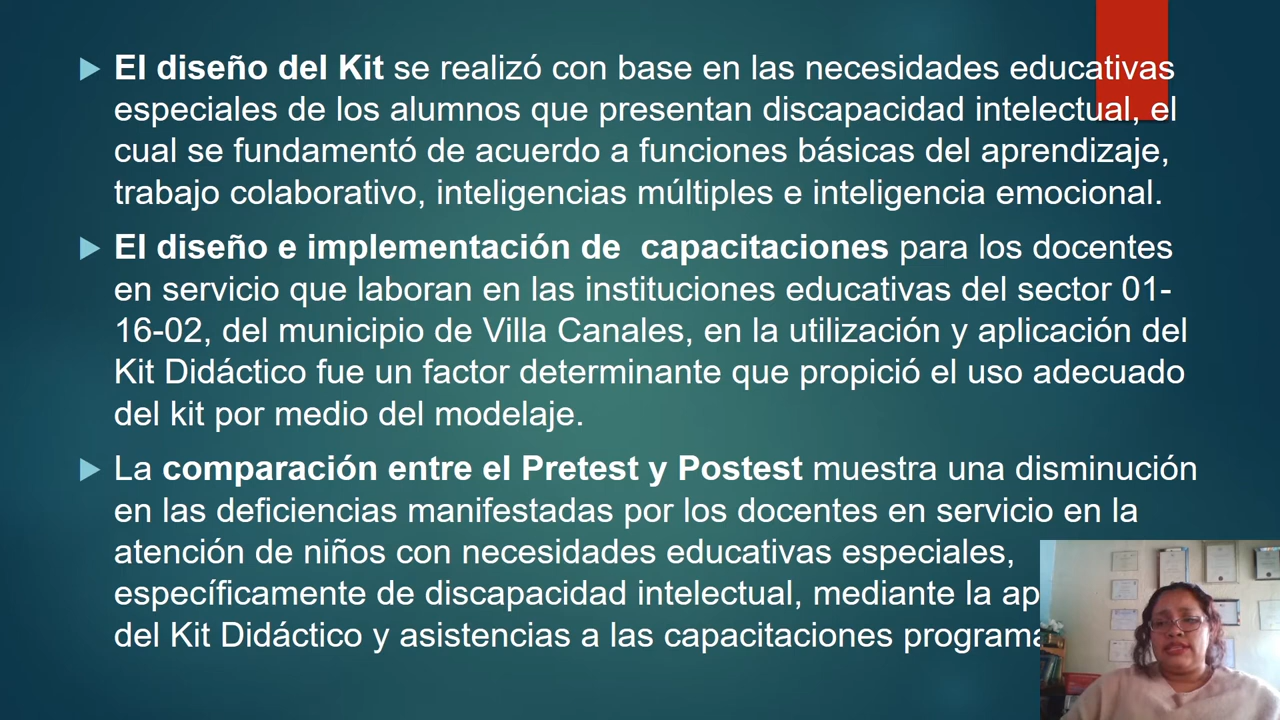 El diseño del Kit se realizó con base en las necesidades educativas
especiales de los alumnos que presentan discapacidad intelectual, el
cual se fundamentó de acuerdo a funciones básicas del aprendizaje,
trabajo colaborativo, inteligencias múltiples e inteligencia emocional.
El diseño e implementación de capacitaciones para los docentes
en servicio que laboran en las instituciones educativas del sector 01-
16-02, del municipio de Villa Canales, en la utilización y aplicación del
Kit Didáctico fue un factor determinante que propició el uso adecuado
del kit por medio del modelaje.
La comparación entre el Pretest y Postest muestra una disminución
en las deficiencias manifestadas por los docentes en servicio en la
atención de niños con necesidades educativas especiales,
específicamente de discapacidad intelectual, mediante la
del Kit Didáctico y asistencias a las capacitaciones